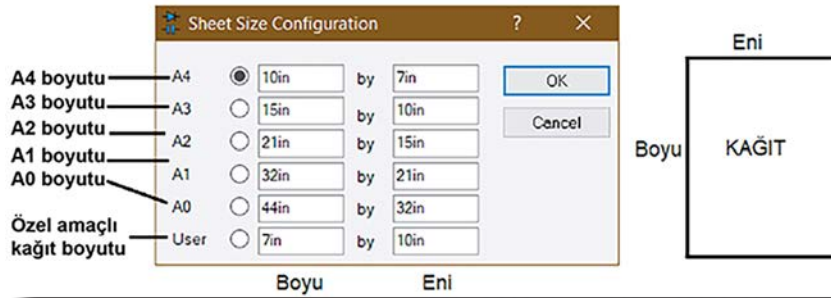 Sheet Size Configuration ? ×
A4 boyutu A4 10in by 7in OK
A3 boyutu A3 15in by 10in Cancel
A2 boyutu A2 21in by 15in
A1 boyutu A1 32in by 21in
A0 boyutu A0 44in by 32in
Özel amaçlı
kağıt boyutu User 7in by 10in
Boyu Eni
Eni
Boyu KAĞIT